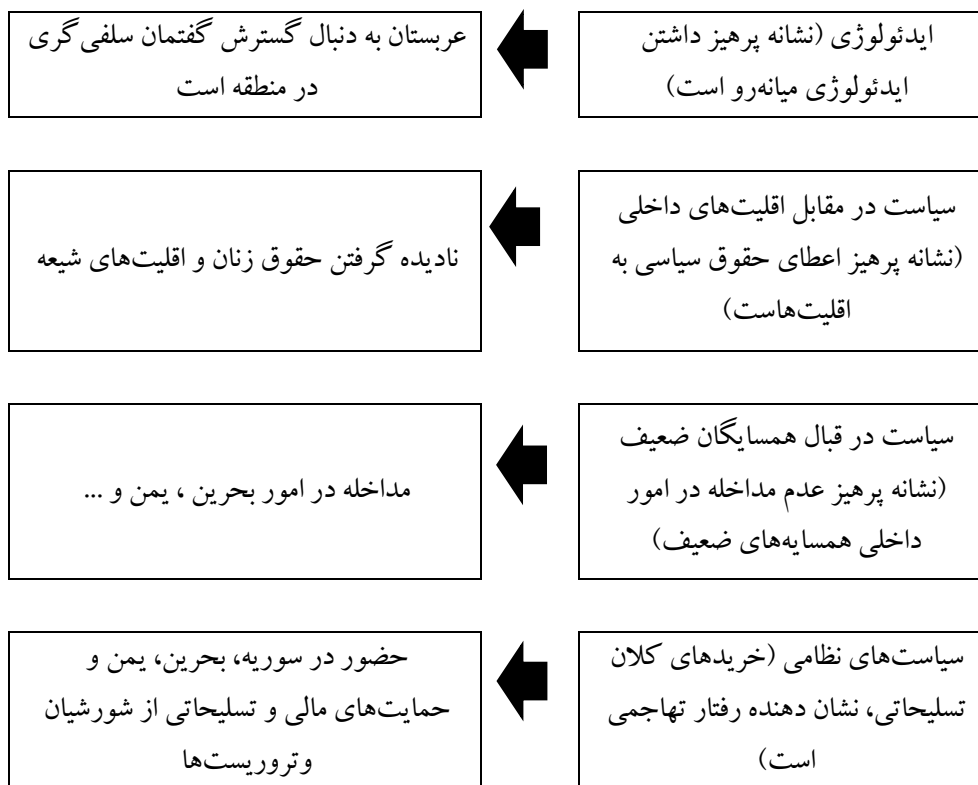 ایدئولوژی (نشانه پرهیز داشتن
ایدئولوژی میانه‌رو است)
عربستان به دنبال گسترش گفتمان سلفی‌گری
در منطقه است
سیاست در مقابل اقلیت‌های داخلی
(نشانه پرهیز اعطای حقوق سیاسی به
اقلیت‌هاست)
نادیده گرفتن حقوق زنان و اقلیت‌های شیعه
سیاست در قبال همسایگان ضعیف
(نشانه پرهیز عدم مداخله در امور
داخلی همسایه‌های ضعیف)
مداخله در امور بحرین ، یمن و ...
سیاست‌های نظامی (خریدهای کلان
تسلیحاتی، نشان دهنده رفتار تهاجمی
است)
حضور در سوریه، بحرین، یمن و
حمایت‌های مالی و تسلیحاتی از شورشیان
وتروریست‌ها